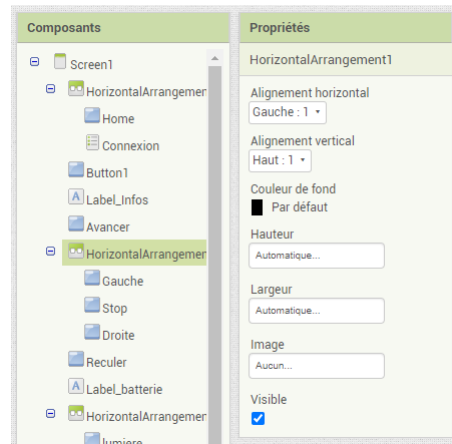 Composants
Screen1
HorizontalArrangemer
Home
Connexion
Button1
A Label_Infos
Avancer
HorizontalArrangemer
Gauche
Stop
Droite
Reculer
A Label_batterie
HorizontalArrangemer
lumiere
Propriétés
HorizontalArrangement1
Alignement horizontal
Gauche : 1
Alignement vertical
Haut : 1
Couleur de fond
Par défaut
Hauteur
Automatique...
Largeur
Automatique...
Image
Aucun...
Visible